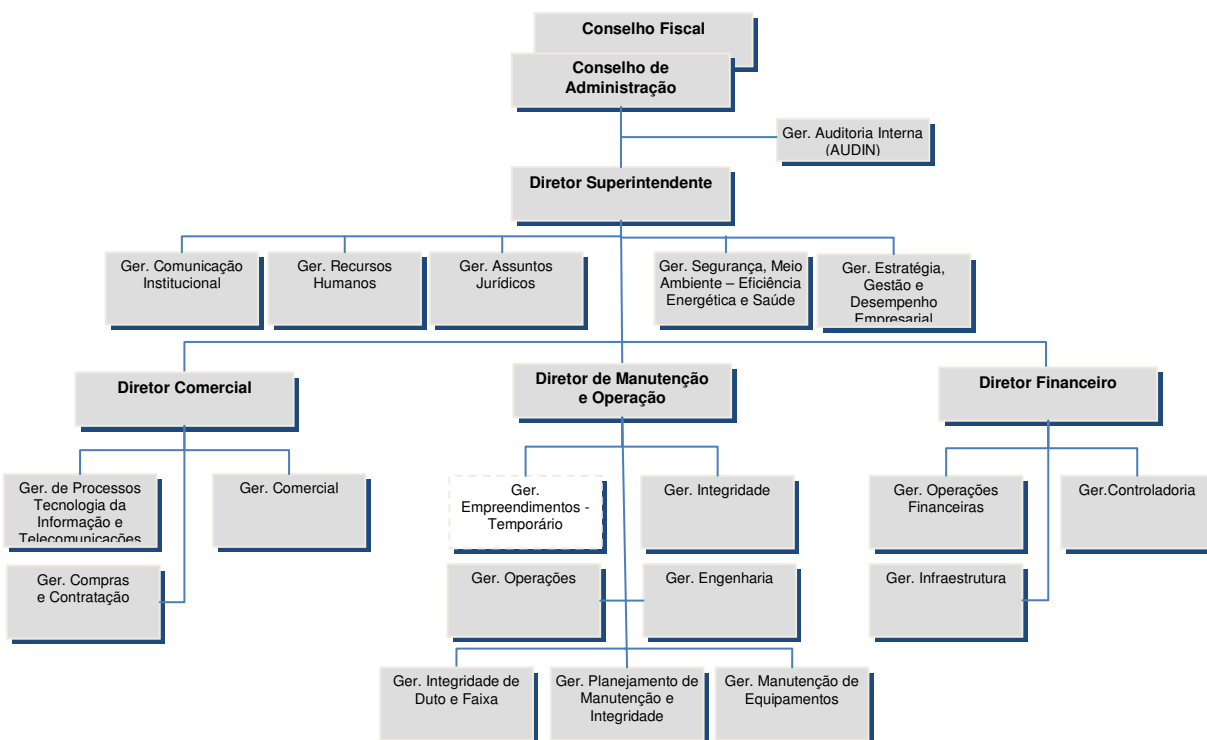 Conselho Fiscal
Conselho de
Administração
Ger. Auditoria Interna
(AUDIN)
Diretor Superintendente
Ger. Comunicação
Institucional
Ger. Recursos
Humanos
Ger. Assuntos
Jurídicos
Ger. Segurança, Meio
Ambiente – Eficiência
Energética e Saúde
Ger. Estratégia,
Gestão e
Desempenho
Empresarial
Diretor Comercial
Diretor de Manutenção
e Operação
Diretor Financeiro
Ger. de Processos
Tecnologia da
Informação e
Telecomunicações
Ger. Comercial
Ger.
Empreendimentos -
Temporário
Ger. Integridade
Ger. Operações
Financeiras
Ger.Controladoria
Ger. Compras
e Contratação
Ger. Operações
Ger. Engenharia
Ger. Infraestrutura
Ger. Integridade de
Duto e Faixa
Ger. Planejamento de
Manutenção e
Integridade
Ger. Manutenção de
Equipamentos